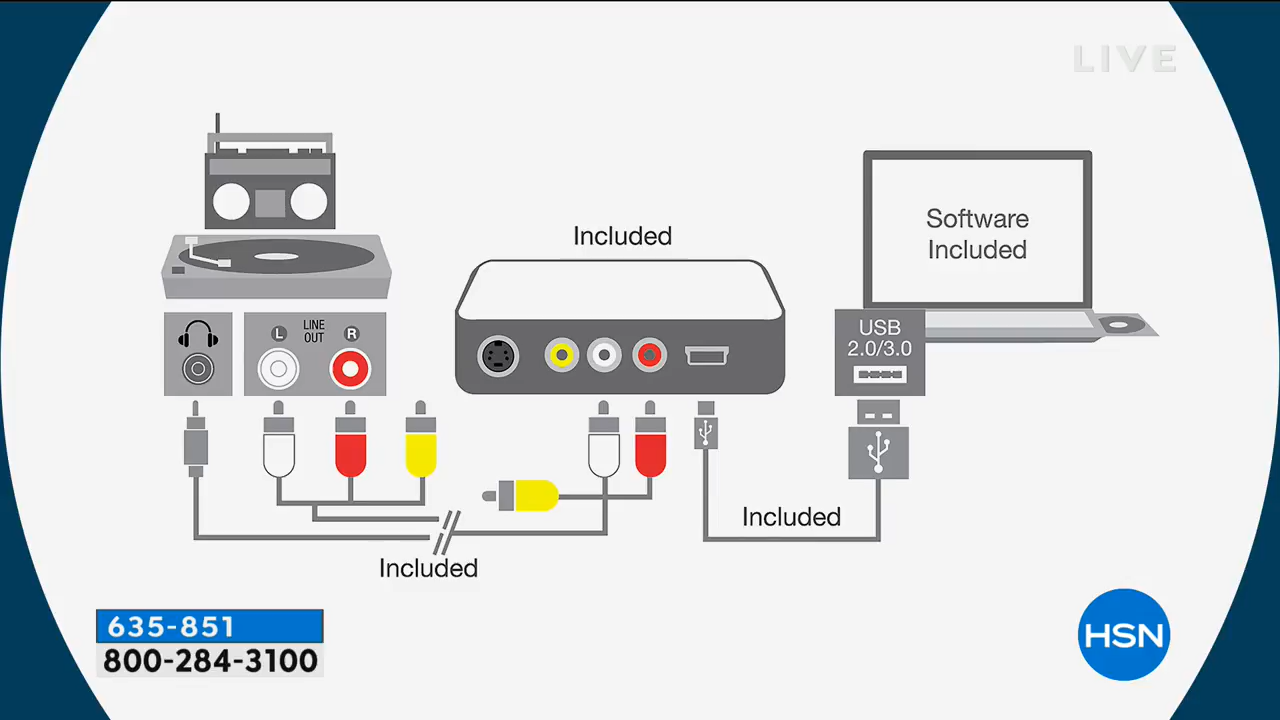 LIVE
Included
Software
Included
L
LINE
OUT
R
USB
2.0/3.0
Included
Included
635-851
800-284-3100
HSN